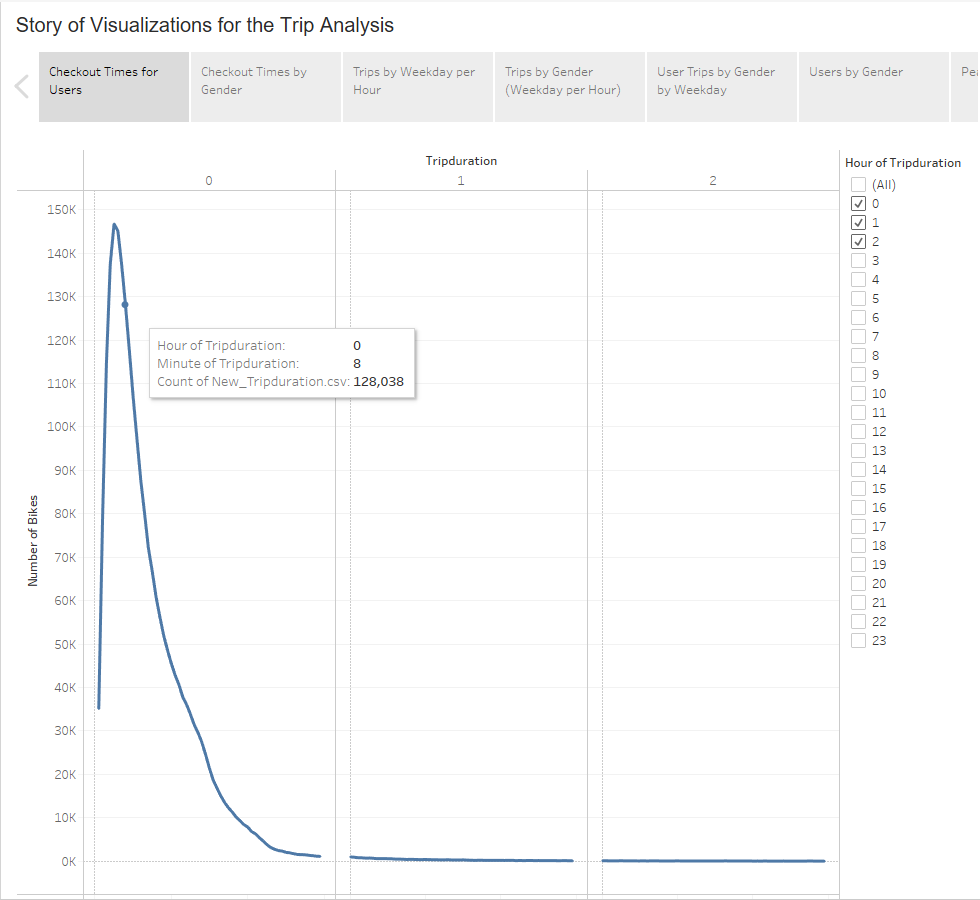 Story of Visualizations for the Trip Analysis
Checkout Times for
Users
Checkout Times by
Gender
Trips by Weekday per
Hour
Trips by Gender
(Weekday per Hour)
User Trips by Gender
by Weekday
Users by Gender
Tripduration
0
1
2
150K
140K
130K
120K
110K
100K
90K
80K
70K
60K
50K
40K
30K
20K
10K
0K
Number of Bikes
Hour of Tripduration: 0
Minute of Tripduration: 8
Count of New_Tripduration.csv: 128,038
Hour of Tripduration
(All)
0
1
2
3
4
5
6
7
8
9
10
11
12
13
14
15
16
17
18
19
20
21
22
23